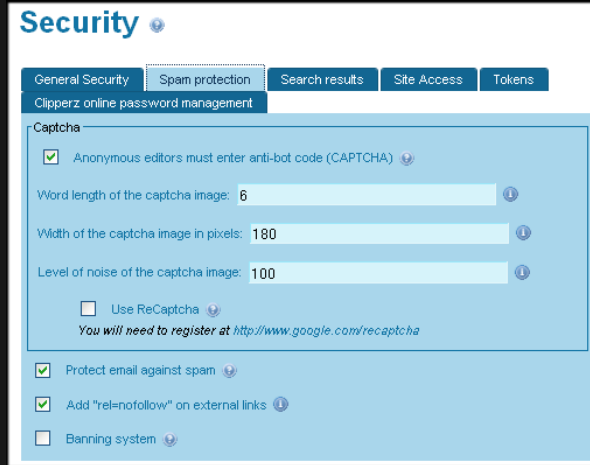 Security
General Security Spam protection Search results Site Access Tokens
Clipperz online password management
Captcha
Anonymous editors must enter anti-bot code (CAPTCHA)
Word length of the captcha image: 6
Width of the captcha image in pixels: 180
Level of noise of the captcha image: 100
Use ReCaptcha
You will need to register at http://www.google.com/recaptcha
Protect email against spam
Add "rel=nofollow" on external links
Banning system